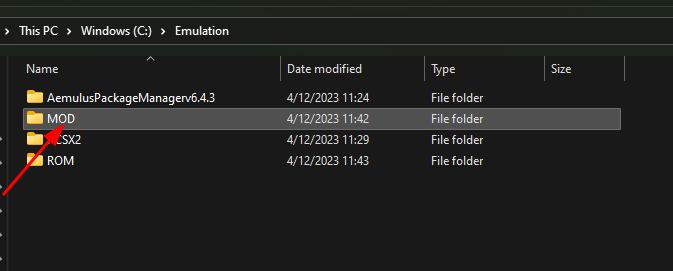 This PC > Windows (C:) > Emulation
Name Date modified Type Size
AemulusPackageManagerv6.4.3 4/12/2023 11:24 File folder
MOD 4/12/2023 11:42 File folder
CSX2 4/12/2023 11:29 File folder
ROM 4/12/2023 11:43 File folder